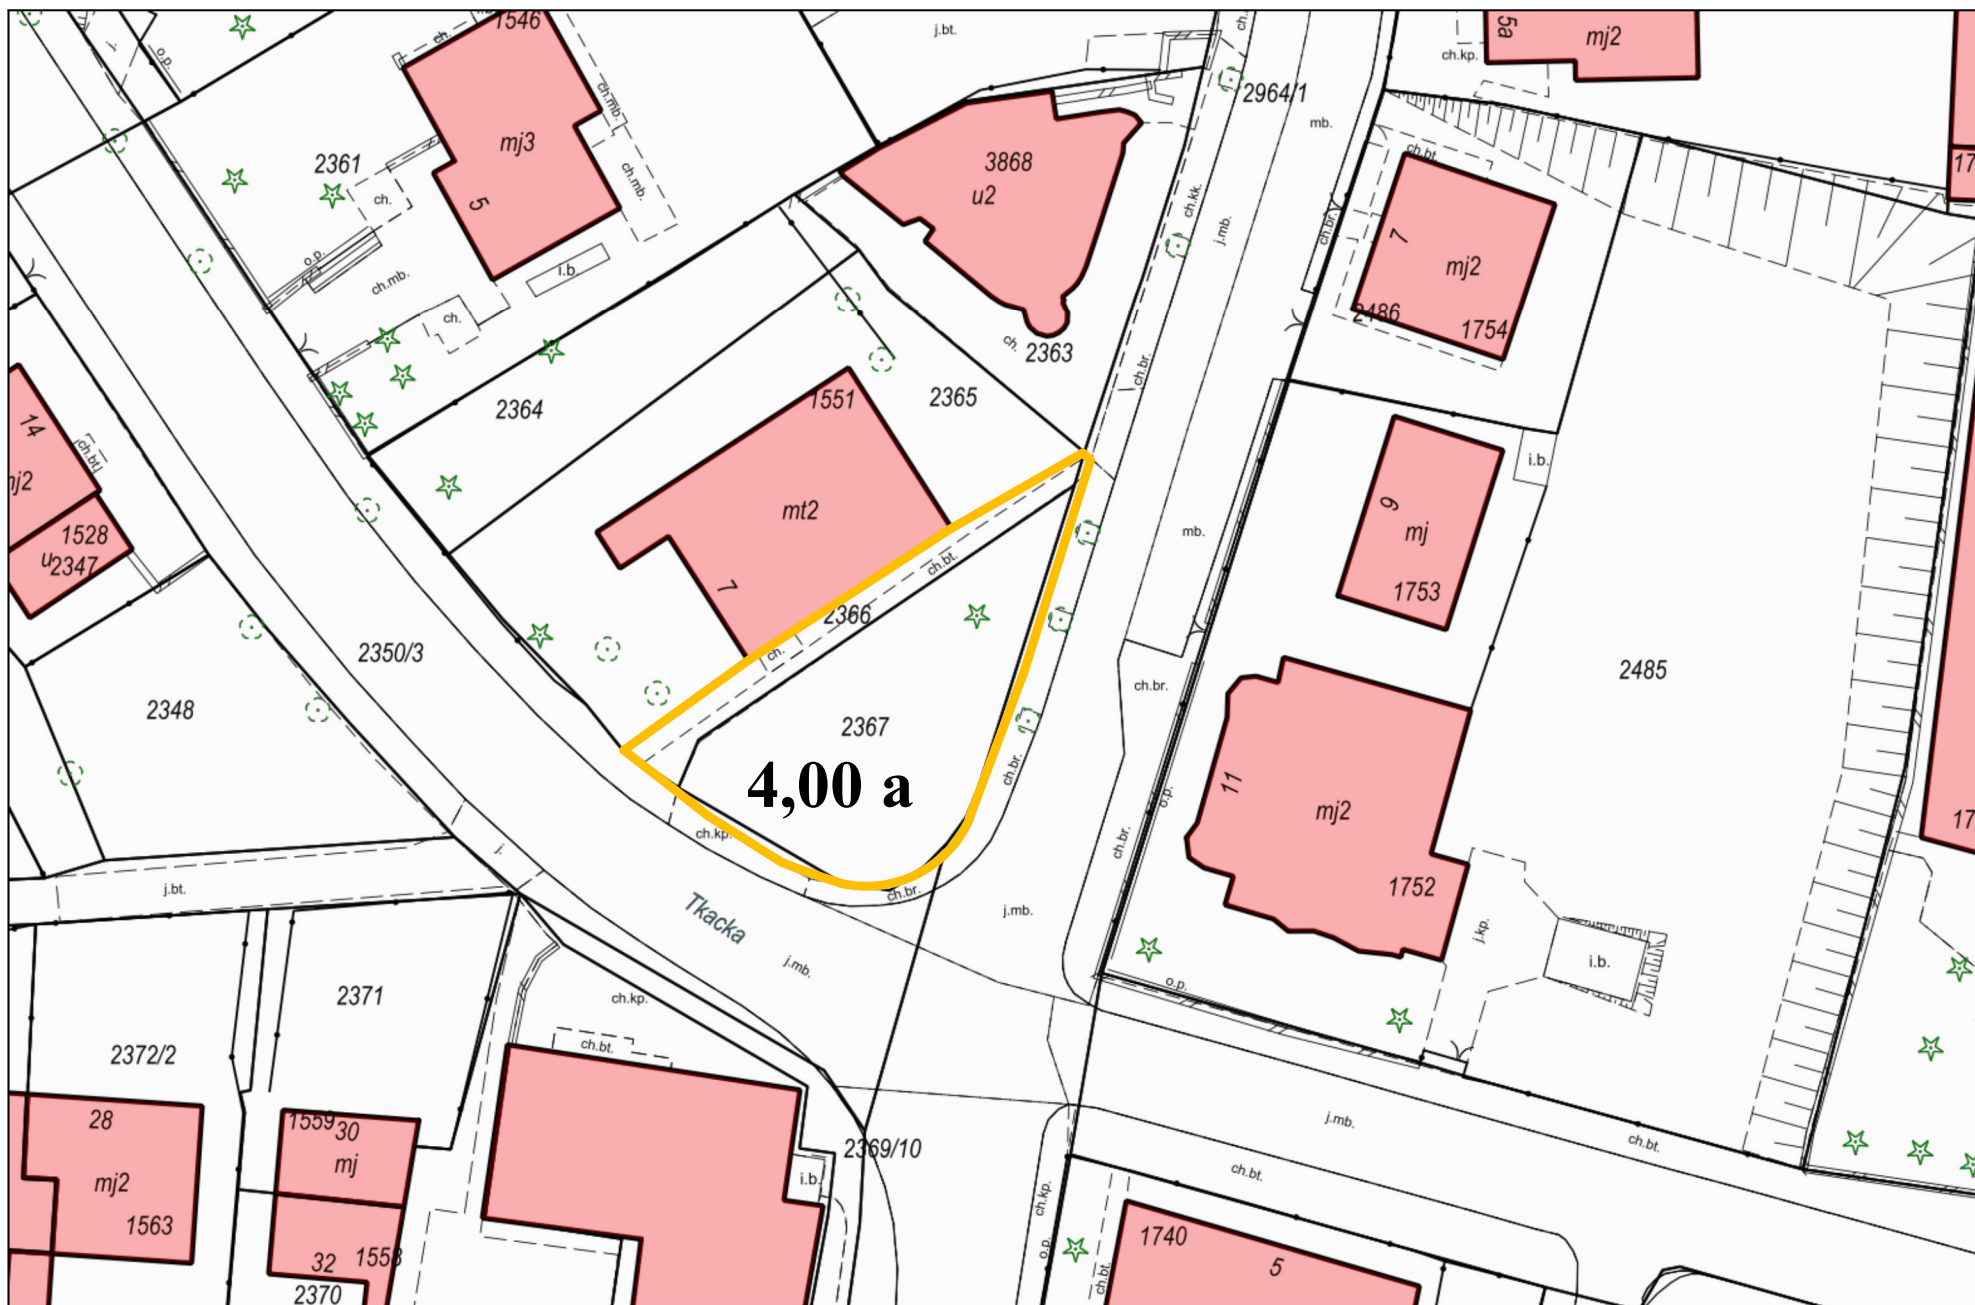 1546
j.
o.p.
ch.
ch.mb.
j.bt.
ch.
2964/1
mb.
5a
mj2
ch.kp.
17
2361
mj3
5
ch.
ch.mb.
3868
u2
ch.kk.
j.mb.
ch.bt.
ch.br.
7
mj2
2486
1754
o.p.
i.b.
ch.mb.
ch.
ch.
2363
ch.br.
2364
1551
2365
14
ch.bt.
mj2
1528
u
2347
mt2
7
ch.bt.
2366
ch.
mb.
i.b.
6
mj
1753
2485
2350/3
2348
2367
4,00 a
ch.kp.
ch.br.
ch.br.
ch.br.
o.p.
ch.br.
11
mj2
1752
17
j.
j.bt.
Tkacka
j.mb.
j.mb.
j.kp.
i.b.
o.p.
2371
ch.kp.
ch.bt.
2372/2
28
mj2
1563
1559
30
mj
32
1558
2370
i.b.
2369/10
j.mb.
ch.bt.
ch.bt.
ch.kp.
o.p.
ch.bt.
1740
5